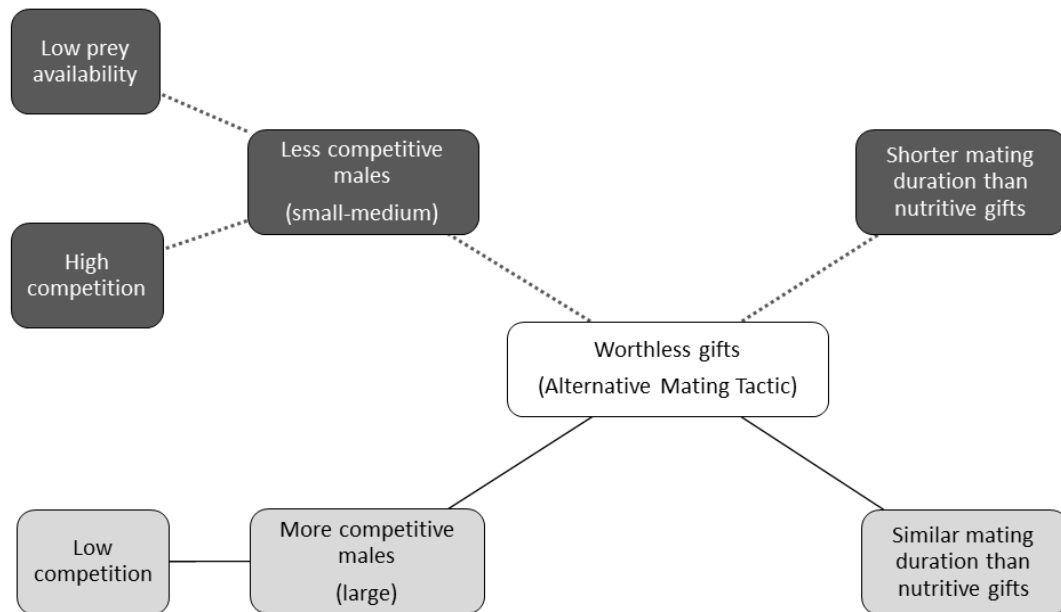 Low prey
availability
Less competitive
males
(small-medium)
Shorter mating
duration than
nutritive gifts
High
competition
Worthless gifts
(Alternative Mating Tactic)
Low
competition
More competitive
males
(large)
Similar mating
duration than
nutritive gifts